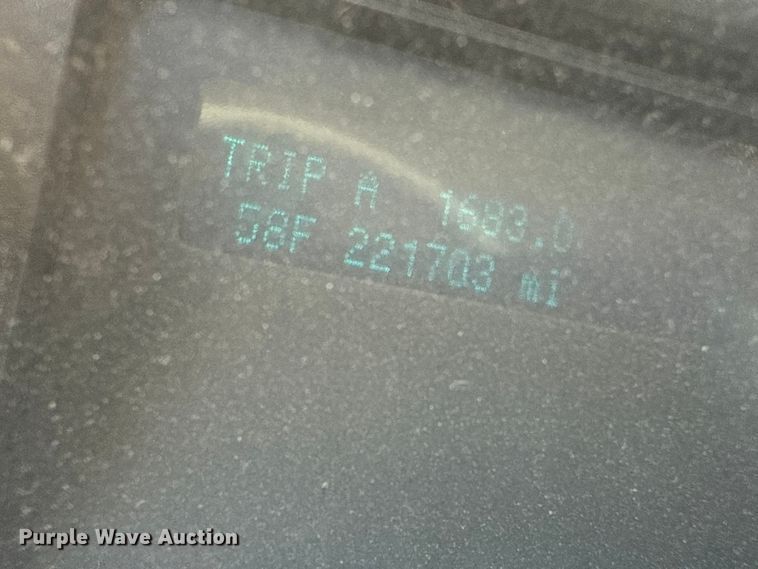 TRIP A 1683.0
58F 221703 mi
Purple Wave Auction